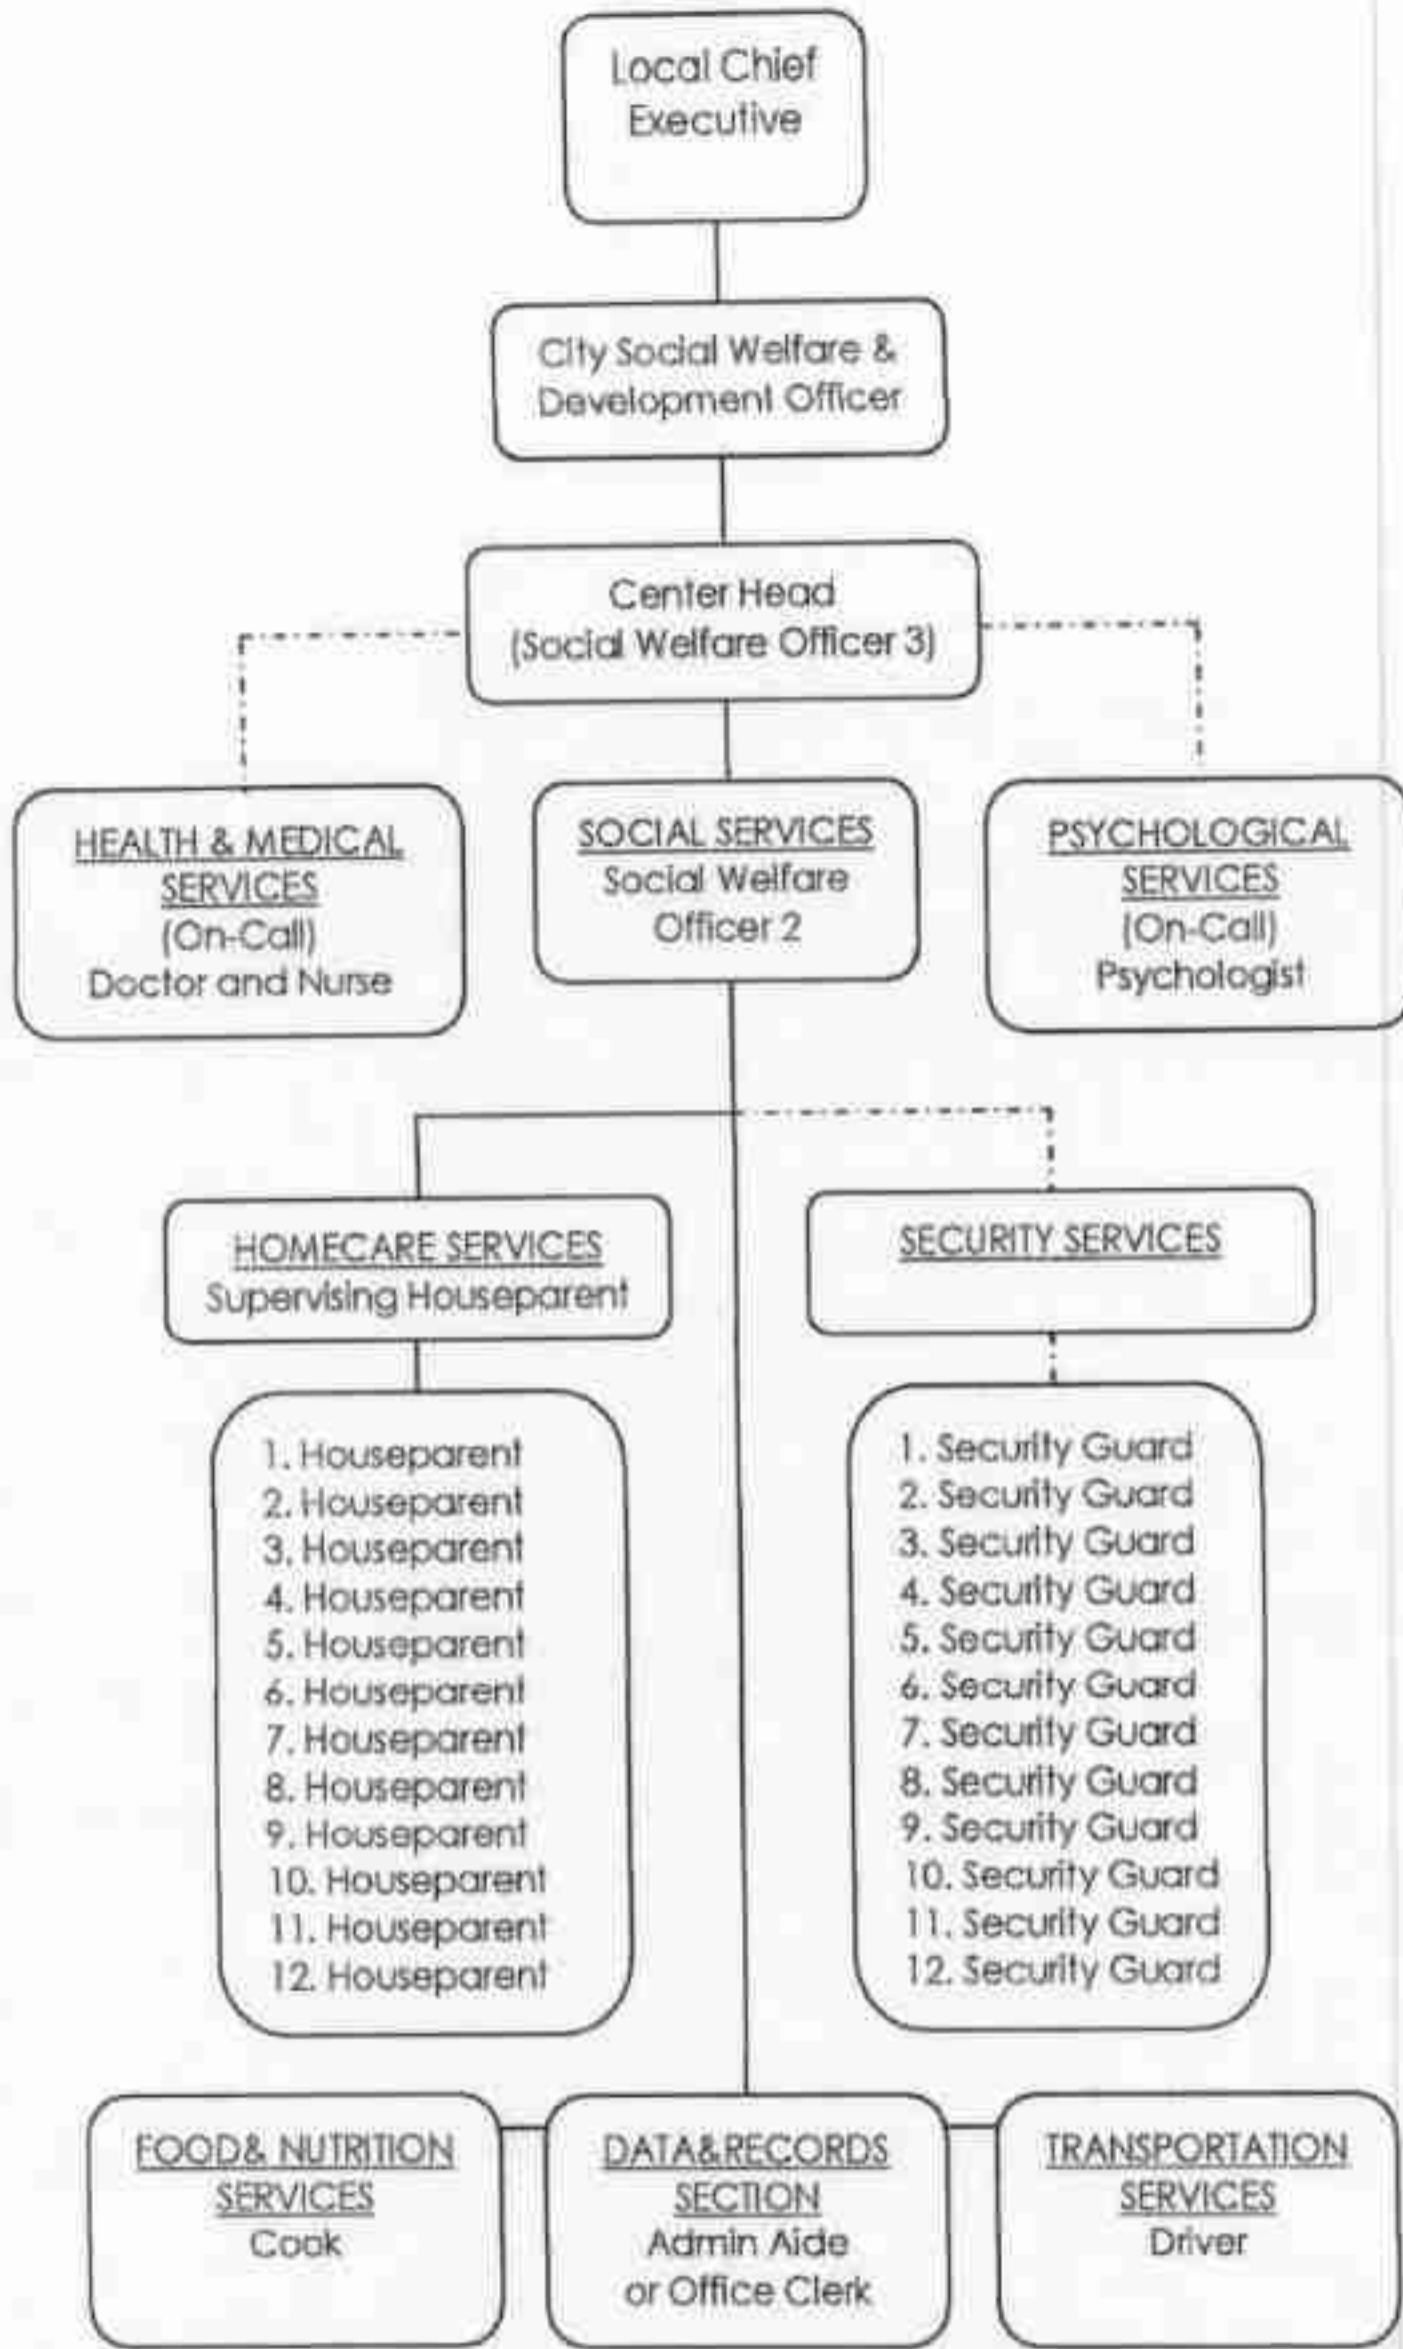 Local Chief
Executive
City Social Welfare &
Development Officer
Center Head
(Social Welfare Officer 3)
HEALTH & MEDICAL
SERVICES
(On-Call)
Doctor and Nurse
SOCIAL SERVICES
Social Welfare
Officer 2
PSYCHOLOGICAL
SERVICES
(On-Call)
Psychologist
HOMECARE SERVICES
Supervising Houseparent
SECURITY SERVICES
1. Houseparent
2. Houseparent
3. Houseparent
4. Houseparent
5. Houseparent
6. Houseparent
7. Houseparent
8. Houseparent
9. Houseparent
10. Houseparent
11. Houseparent
12. Houseparent
1. Security Guard
2. Security Guard
3. Security Guard
4. Security Guard
5. Security Guard
6. Security Guard
7. Security Guard
8. Security Guard
9. Security Guard
10. Security Guard
11. Security Guard
12. Security Guard
FOOD& NUTRITION
SERVICES
Cook
DATA&RECORDS
SECTION
Admin Aide
or Office Clerk
TRANSPORTATION
SERVICES
Driver